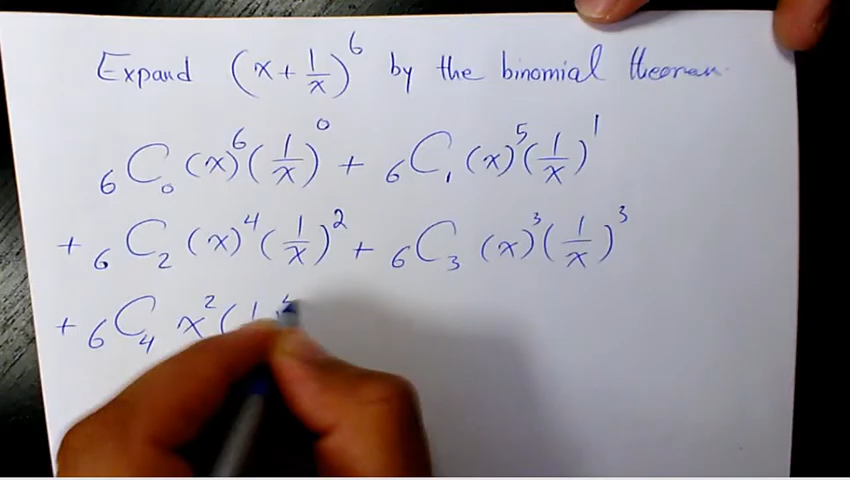 Expand (x + 1/x)^6 by the binomial theorem
₆C₀ (x)^6 (1/x)^0 + ₆C₁ (x)^5 (1/x)^1
+ ₆C₂ (x)^4 (1/x)^2 + ₆C₃ (x)^3 (1/x)^3
+ ₆C₄ x^2 (1